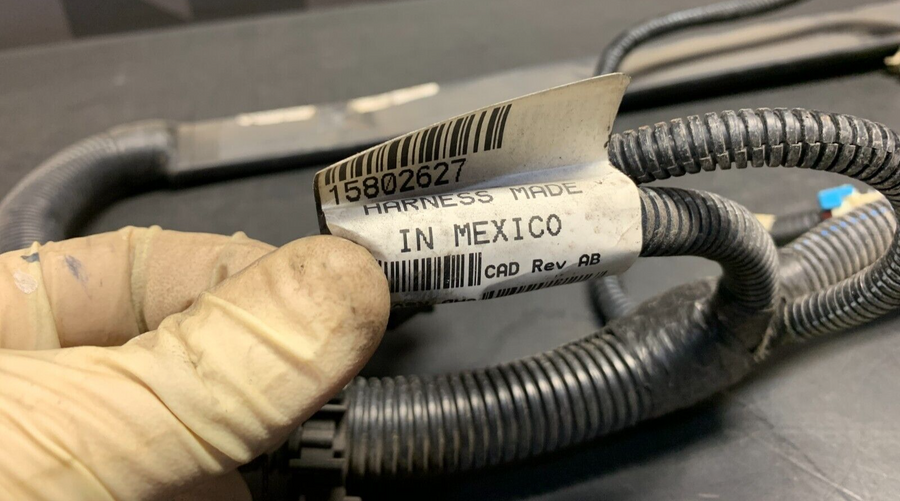 15802627
HARNESS MADE
IN MEXICO
CAD Rev AB